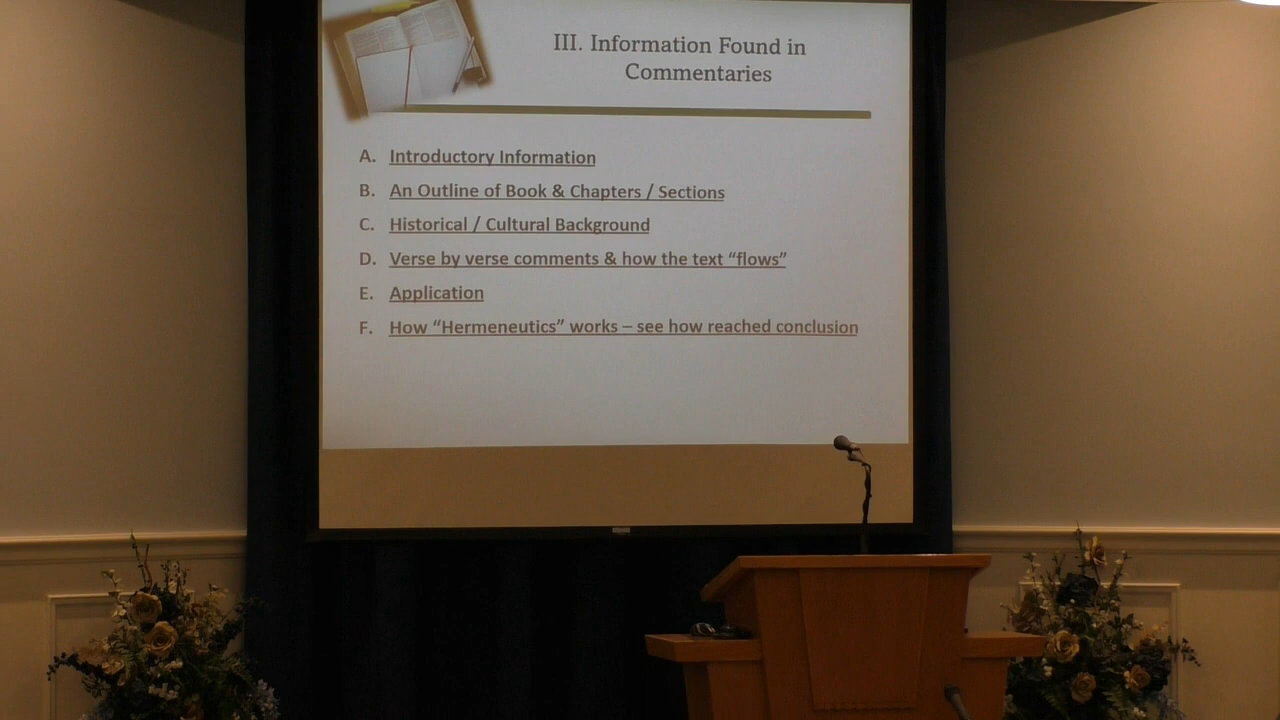 III. Information Found in
Commentaries
A. Introductory Information
B. An Outline of Book & Chapters / Sections
C. Historical / Cultural Background
D. Verse by verse comments & how the text “flows”
E. Application
F. How “Hermeneutics” works – see how reached conclusion